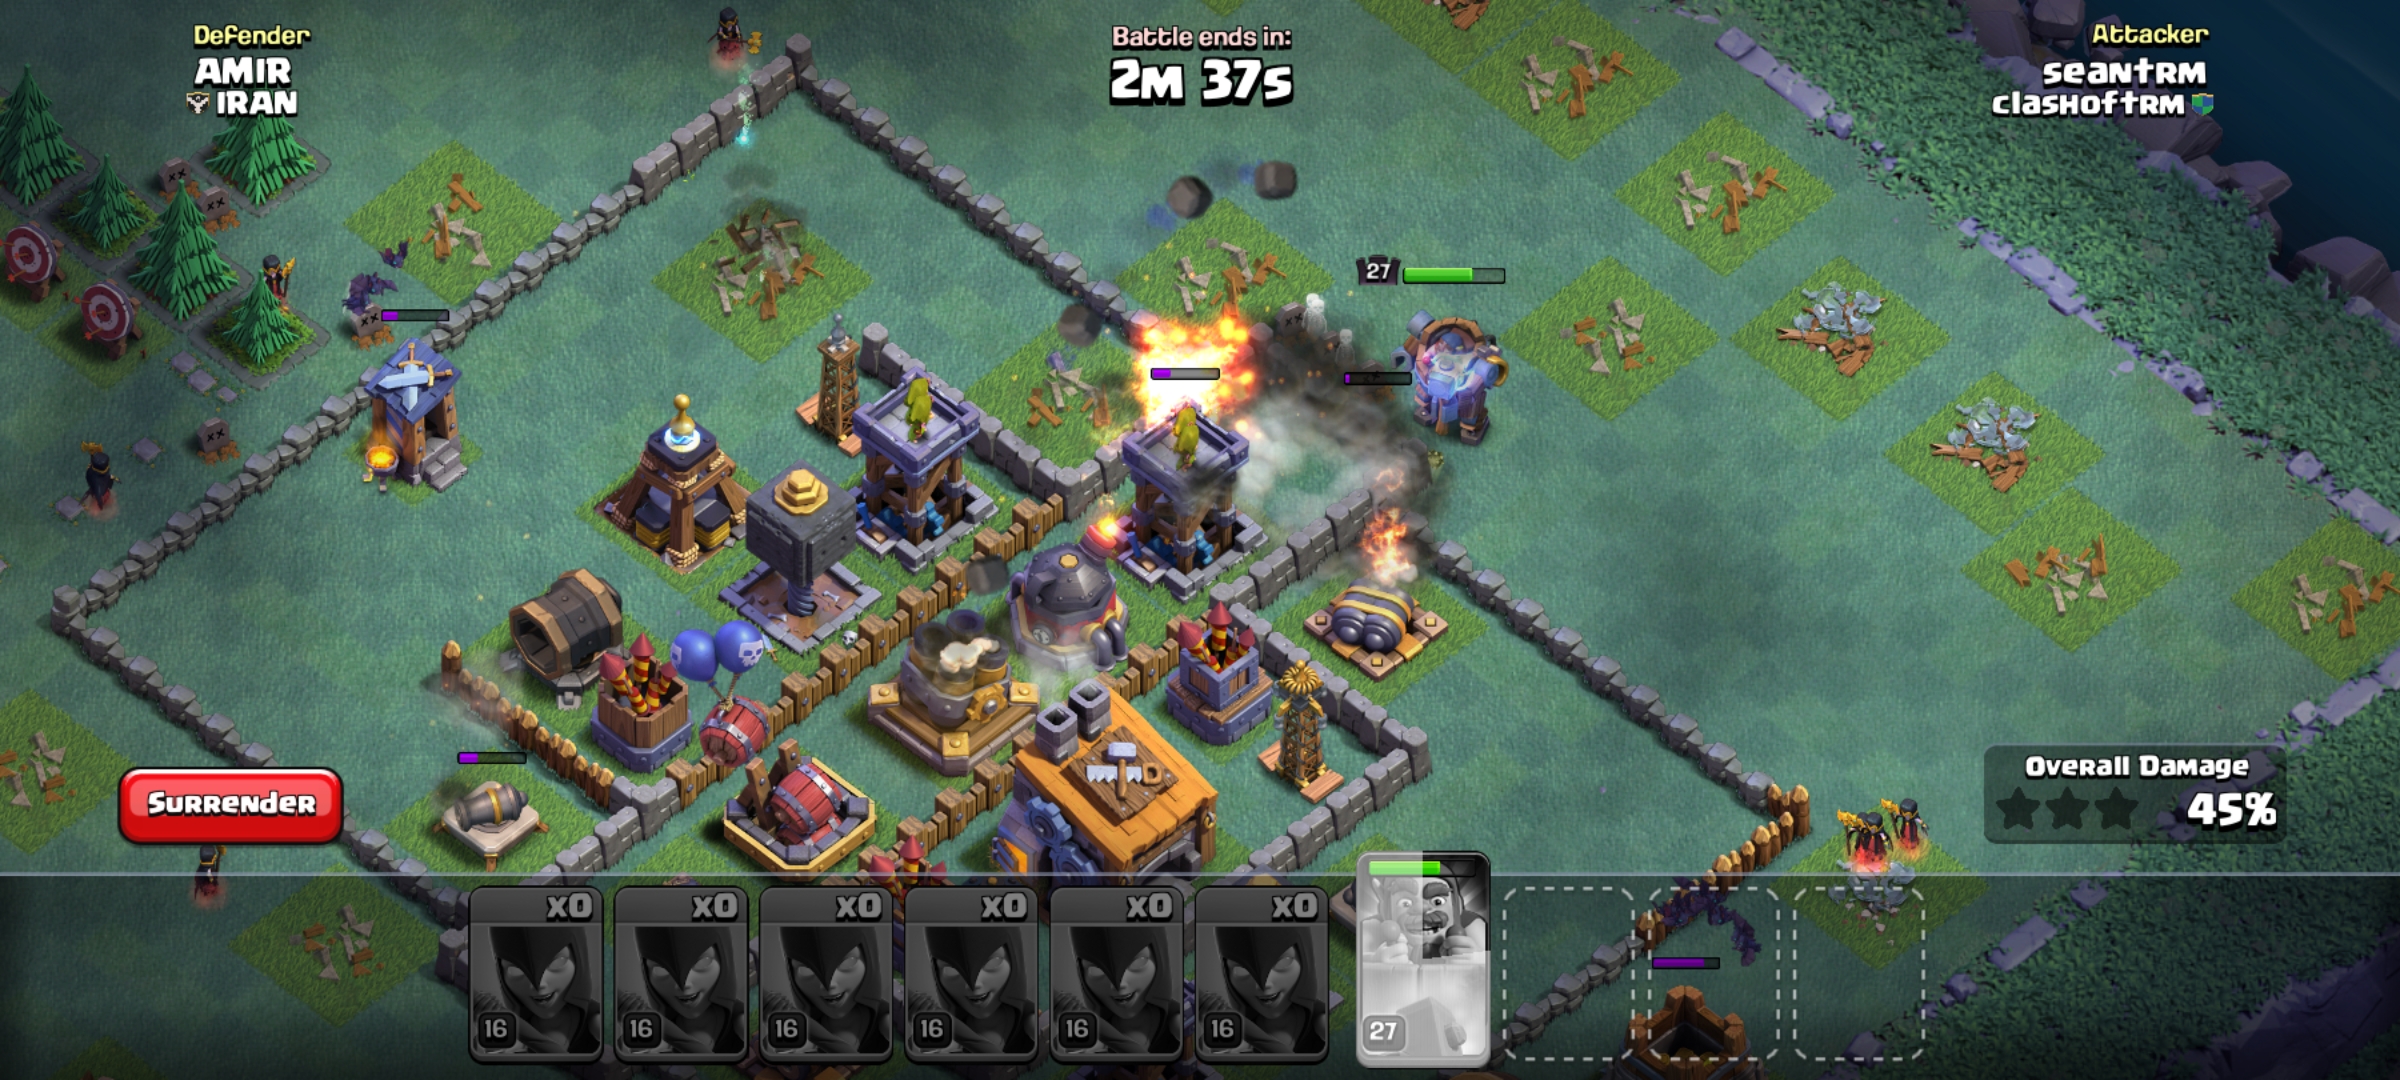 Defender
AMIR
IRAN
Battle ends in:
2M 37s
Attacker
seantRM
clashoftRM
27
Overall Damage
45%
Surrender
x0
x0
x0
x0
x0
x0
16
16
16
16
16
16
27